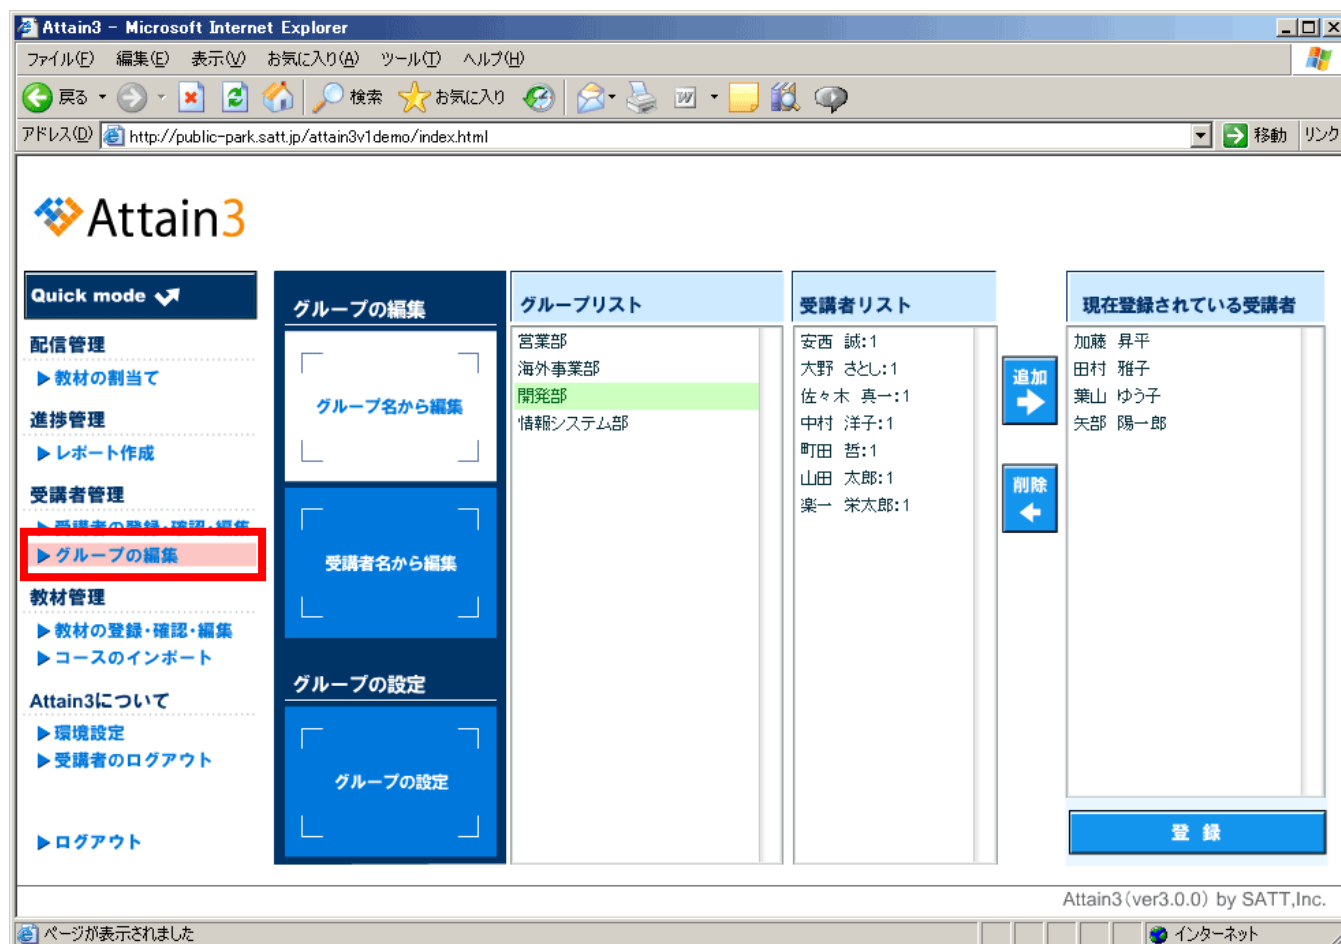 Attain3 - Microsoft Internet Explorer
ファイル(F) 編集(E) 表示(V) お気に入り(A) ツール(T) ヘルプ(H)
戻る 検索 お気に入り
アドレス(D) http://public-park.satt.jp/attain3v1demo/index.html 移動 リンク
Attain3
Quick mode
配信管理
教材の割当て
進捗管理
レポート作成
受講者管理
受講者の登録・確認・編集
グループの編集
教材管理
教材の登録・確認・編集
コースのインポート
Attain3について
環境設定
受講者のログアウト
ログアウト
グループの編集
グループ名から編集
受講者名から編集
グループの設定
グループの設定
グループリスト
営業部
海外事業部
開発部
情報システム部
受講者リスト
安西 誠:1
大野 さとし:1
佐々木 真一:1
中村 洋子:1
町田 哲:1
山田 太郎:1
楽一 栄太郎:1
追加
削除
現在登録されている受講者
加藤 昇平
田村 雅子
葉山 ゆう子
矢部 陽一郎
登 録
Attain3(ver3.0.0) by SATT,Inc.
ページが表示されました インターネット